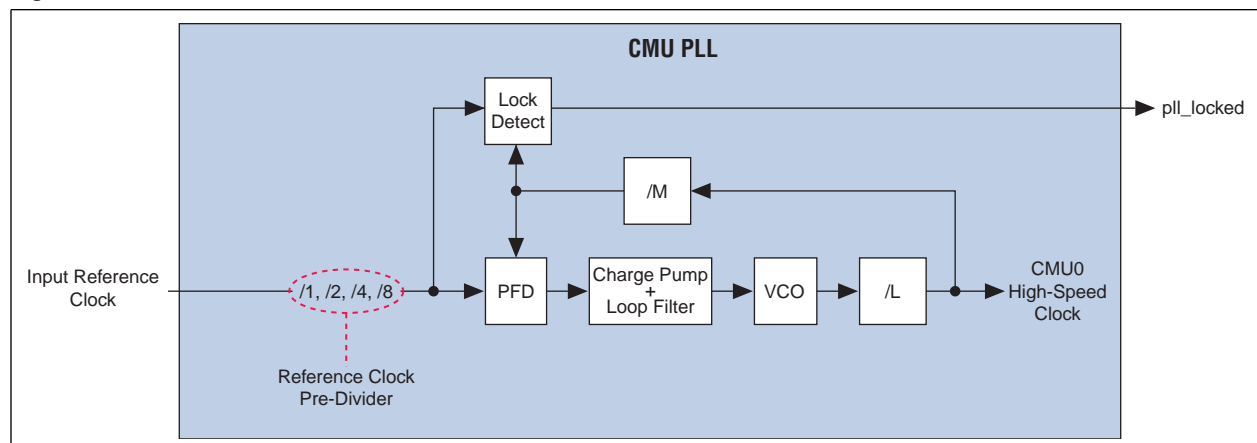 CMU PLL
Lock
Detect
pll_locked
/M
Input Reference
Clock
/1, /2, /4, /8
PFD
Charge Pump
+
Loop Filter
VCO
/L
CMU0
High-Speed
Clock
Reference Clock
Pre-Divider